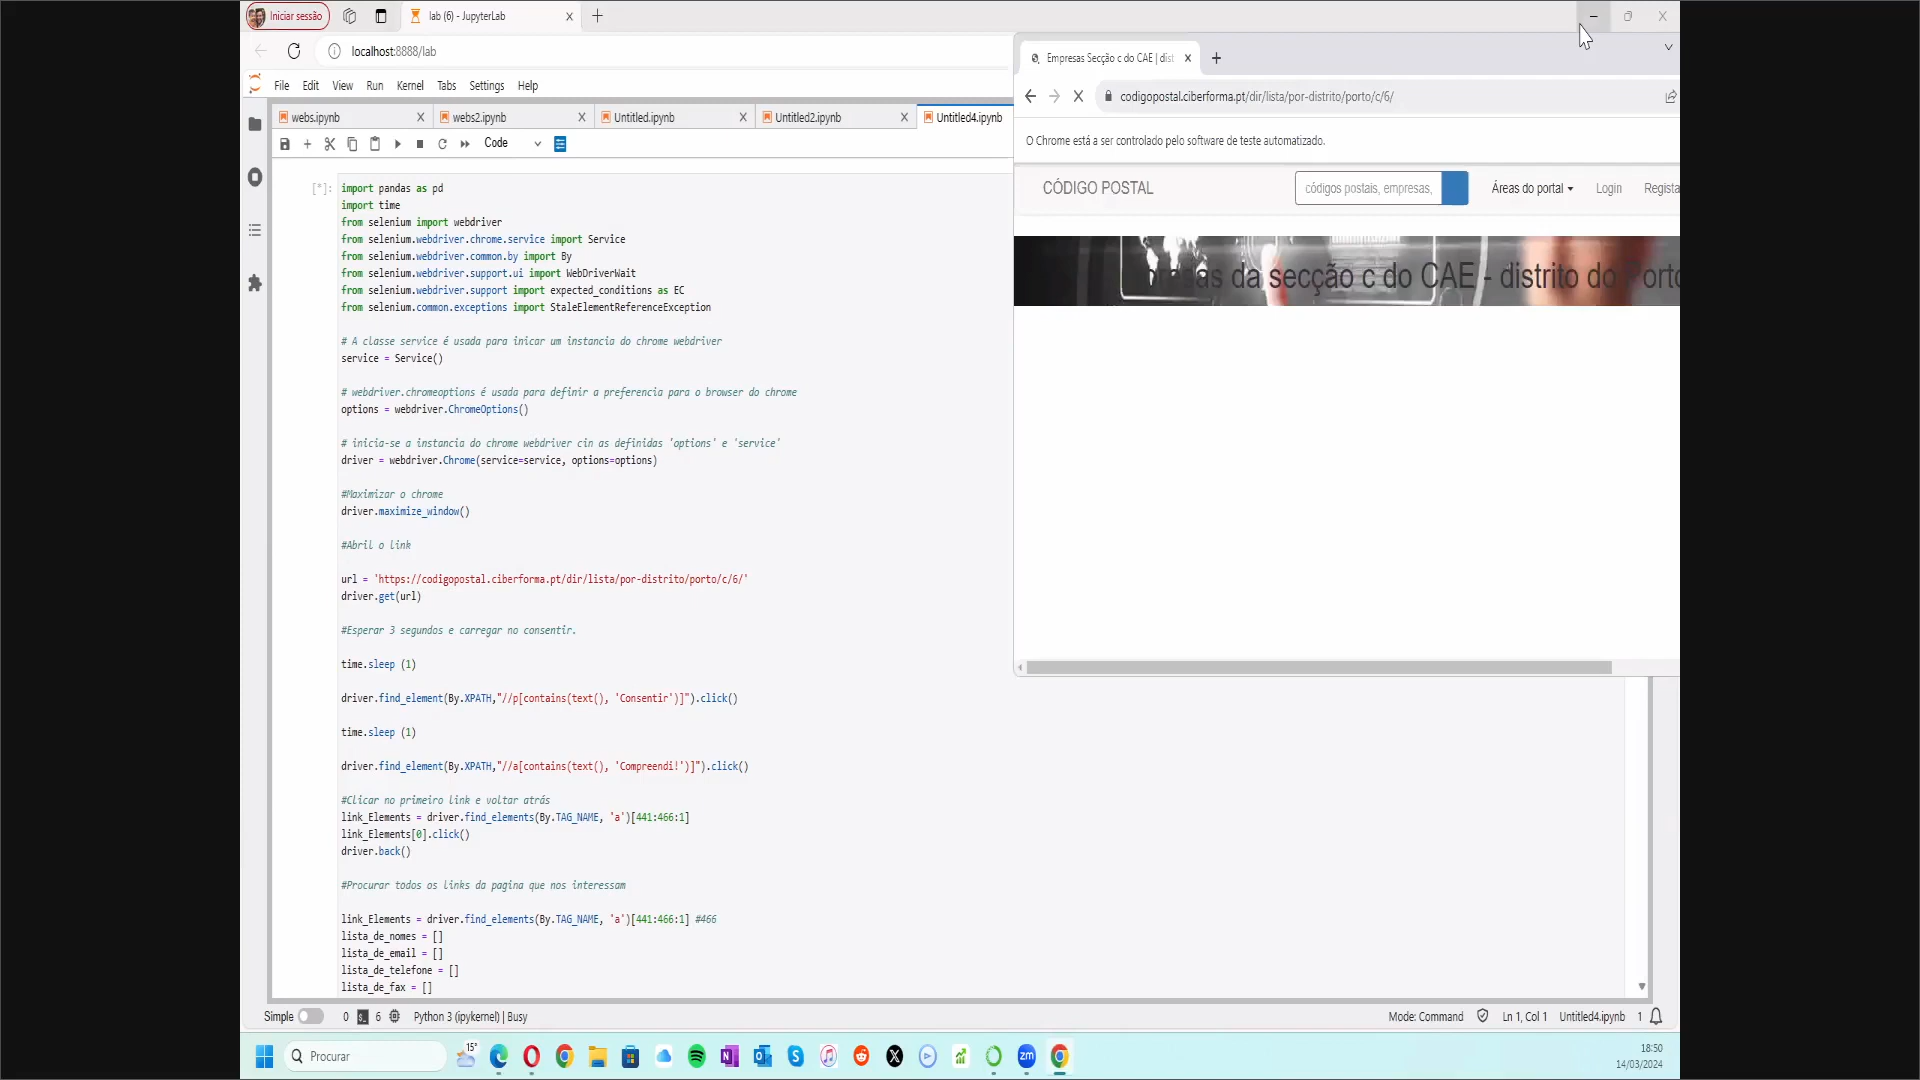 Iniciar sessão
lab (6) - JupyterLab
localhost:8888/lab
File Edit View Run Kernel Tabs Settings Help
webs.ipynb webs2.ipynb Untitled.ipynb Untitled2.ipynb Untitled4.ipynb
Code
[*]: import pandas as pd
import time
from selenium import webdriver
from selenium.webdriver.chrome.service import Service
from selenium.webdriver.common.by import By
from selenium.webdriver.support.ui import WebDriverWait
from selenium.webdriver.support import expected_conditions as EC
from selenium.common.exceptions import StaleElementReferenceException
# A classe service é usada para inicar um instancia do chrome webdriver
service = Service()
# webdriver.chromeoptions é usada para definir a preferencia para o browser do chrome
options = webdriver.ChromeOptions()
# inicia-se a instancia do chrome webdriver cin as definidas 'options' e 'service'
driver = webdriver.Chrome(service=service, options=options)
#Maximizar o chrome
driver.maximize_window()
#Abril o link
url = 'https://codigopostal.ciberforma.pt/dir/lista/por-distrito/porto/c/6/'
driver.get(url)
#Esperar 3 segundos e carregar no consentir.
time.sleep (1)
driver.find_element(By.XPATH,"//p[contains(text(), 'Consentir')]").click()
time.sleep (1)
driver.find_element(By.XPATH,"//a[contains(text(), 'Compreendi!')]").click()
#Clicar no primeiro link e voltar atrás
link_Elements = driver.find_elements(By.TAG_NAME, 'a')[441:466:1]
link_Elements[0].click()
driver.back()
#Procurar todos os links da pagina que nos interessam
link_Elements = driver.find_elements(By.TAG_NAME, 'a')[441:466:1] #466
lista_de_nomes = []
lista_de_email = []
lista_de_telefone = []
lista_de_fax = []
Empresas Secção c do CAE | dist
codigopostal.ciberforma.pt/dir/lista/por-distrito/porto/c/6/
O Chrome está a ser controlado pelo software de teste automatizado.
CÓDIGO POSTAL
códigos postais, empresas,
Áreas do portal Login Regista
presas da secção c do CAE - distrito do Porto
Simple 0 6 Python 3 (ipykernel) | Busy
Mode: Command Ln 1, Col 1 Untitled4.ipynb 1
Procurar
15°
zm
18:50
14/03/2024